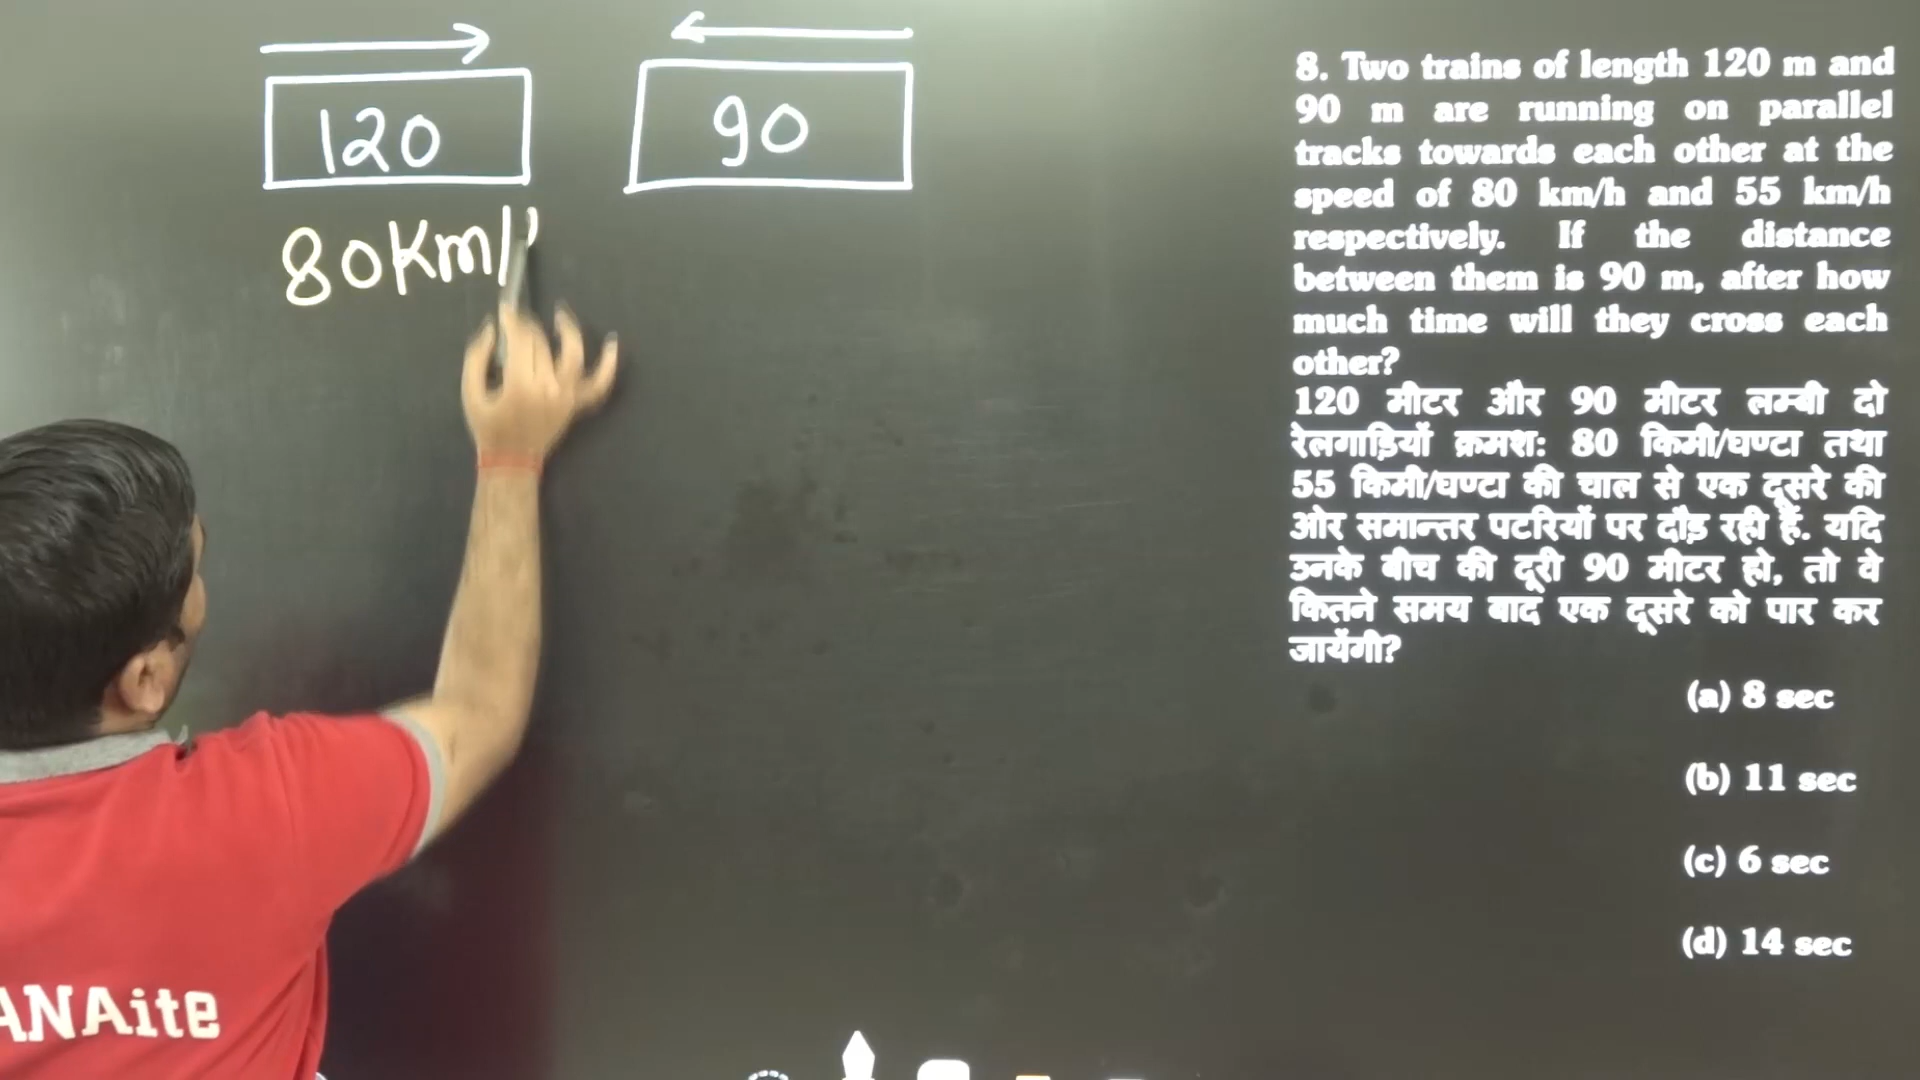 120
90
80Km/
8. Two trains of length 120 m and
90 m are running on parallel
tracks towards each other at the
speed of 80 km/h and 55 km/h
respectively. If the distance
between them is 90 m, after how
much time will they cross each
other?
120 मीटर और 90 मीटर लम्बी दो
रेलगाड़ियों क्रमश: 80 किमी/घण्टा तथा
55 किमी/घण्टा की चाल से एक दूसरे की
ओर समान्तर पटरियों पर दौड़ रही हैं. यदि
उनके बीच की दूरी 90 मीटर हो, तो वे
कितने समय बाद एक दूसरे को पार कर
जायेंगी?
(a) 8 sec
(b) 11 sec
(c) 6 sec
(d) 14 sec
ANAite